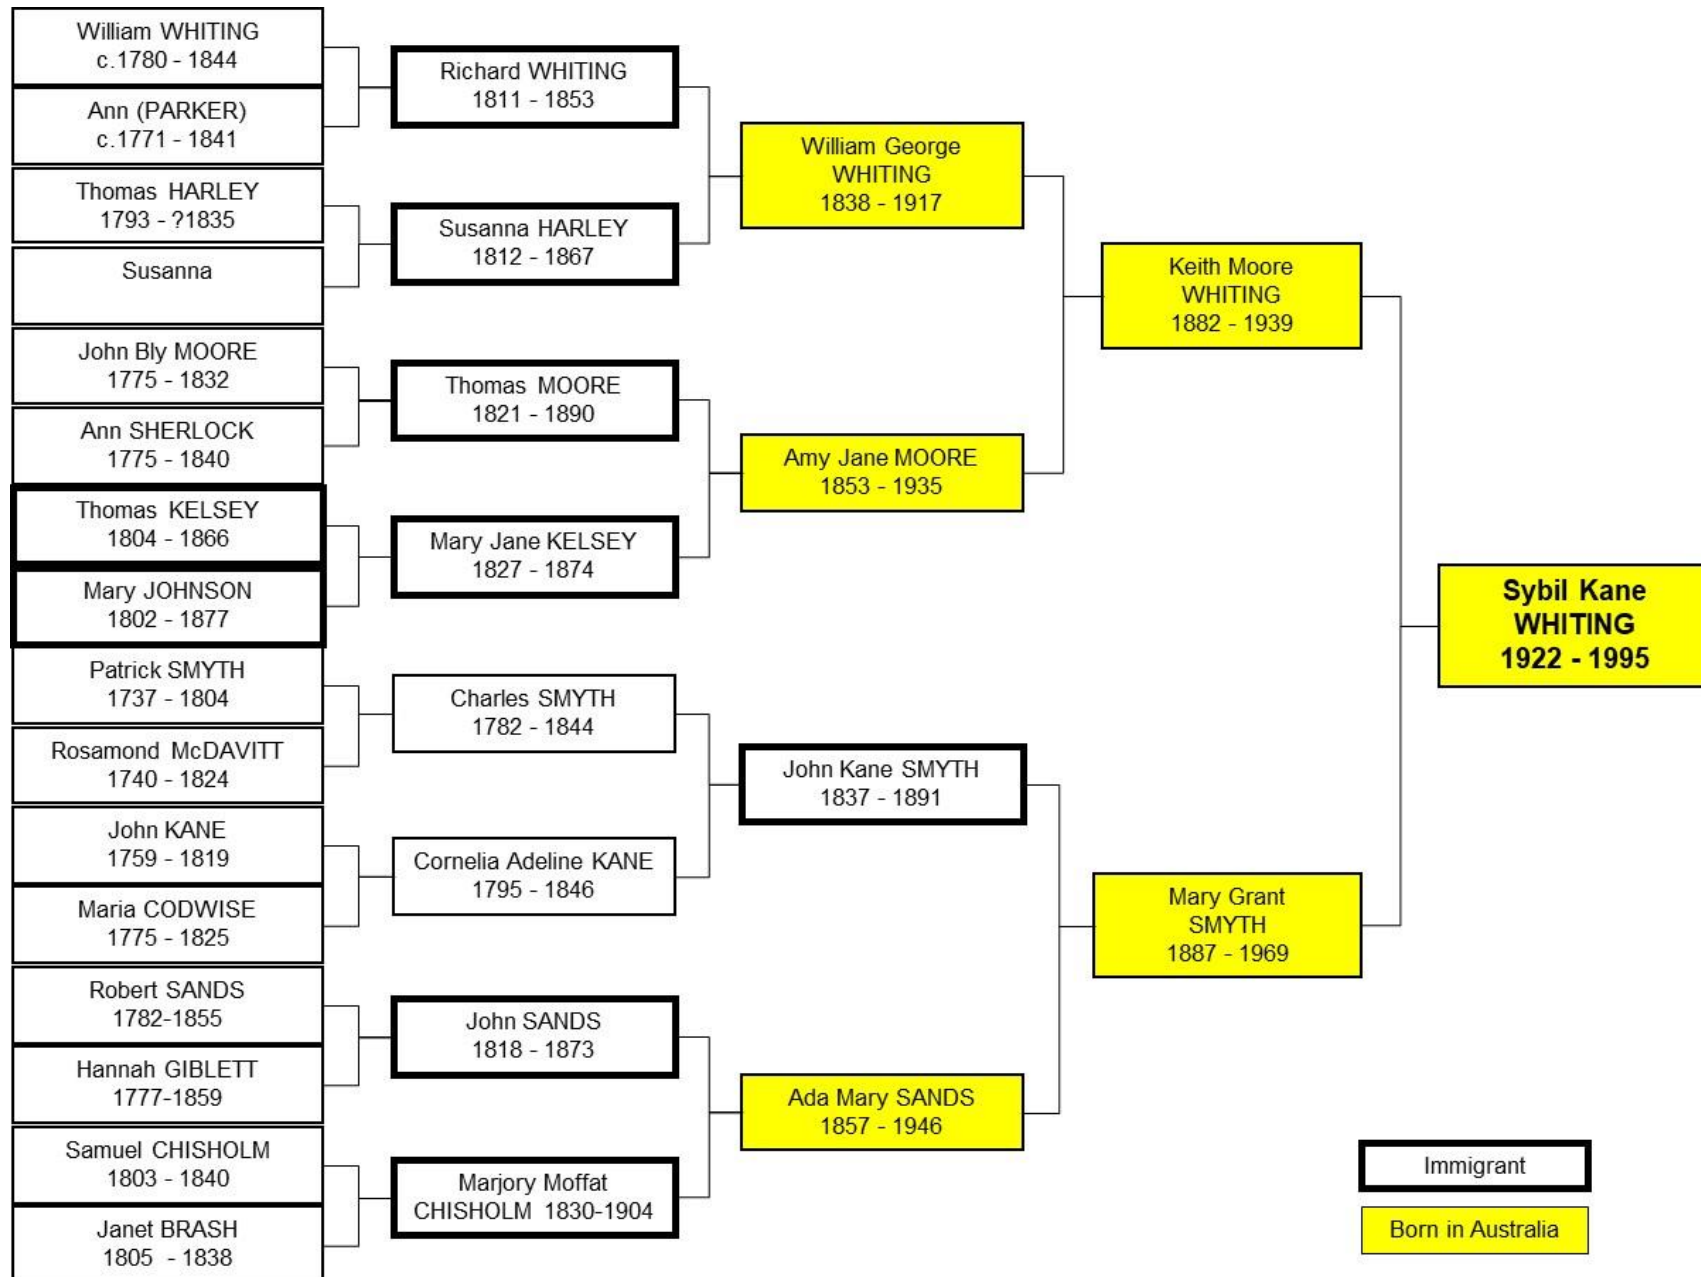 William WHITING
c.1780 - 1844
Ann (PARKER)
c.1771 - 1841
Thomas HARLEY
1793 - ?1835
Susanna
John Bly MOORE
1775 - 1832
Ann SHERLOCK
1775 - 1840
Thomas KELSEY
1804 - 1866
Mary JOHNSON
1802 - 1877
Patrick SMYTH
1737 - 1804
Rosamond McDAVITT
1740 - 1824
John KANE
1759 - 1819
Maria CODWISE
1775 - 1825
Robert SANDS
1782-1855
Hannah GIBLETT
1777-1859
Samuel CHISHOLM
1803 - 1840
Janet BRASH
1805 - 1838
Richard WHITING
1811 - 1853
Susanna HARLEY
1812 - 1867
Thomas MOORE
1821 - 1890
Mary Jane KELSEY
1827 - 1874
Charles SMYTH
1782 - 1844
Cornelia Adeline KANE
1795 - 1846
John SANDS
1818 - 1873
Marjory Moffat
CHISHOLM 1830-1904
William George
WHITING
1838 - 1917
Amy Jane MOORE
1853 - 1935
John Kane SMYTH
1837 - 1891
Ada Mary SANDS
1857 - 1946
Keith Moore
WHITING
1882 - 1939
Mary Grant
SMYTH
1887 - 1969
Sybil Kane
WHITING
1922 - 1995
Immigrant
Born in Australia